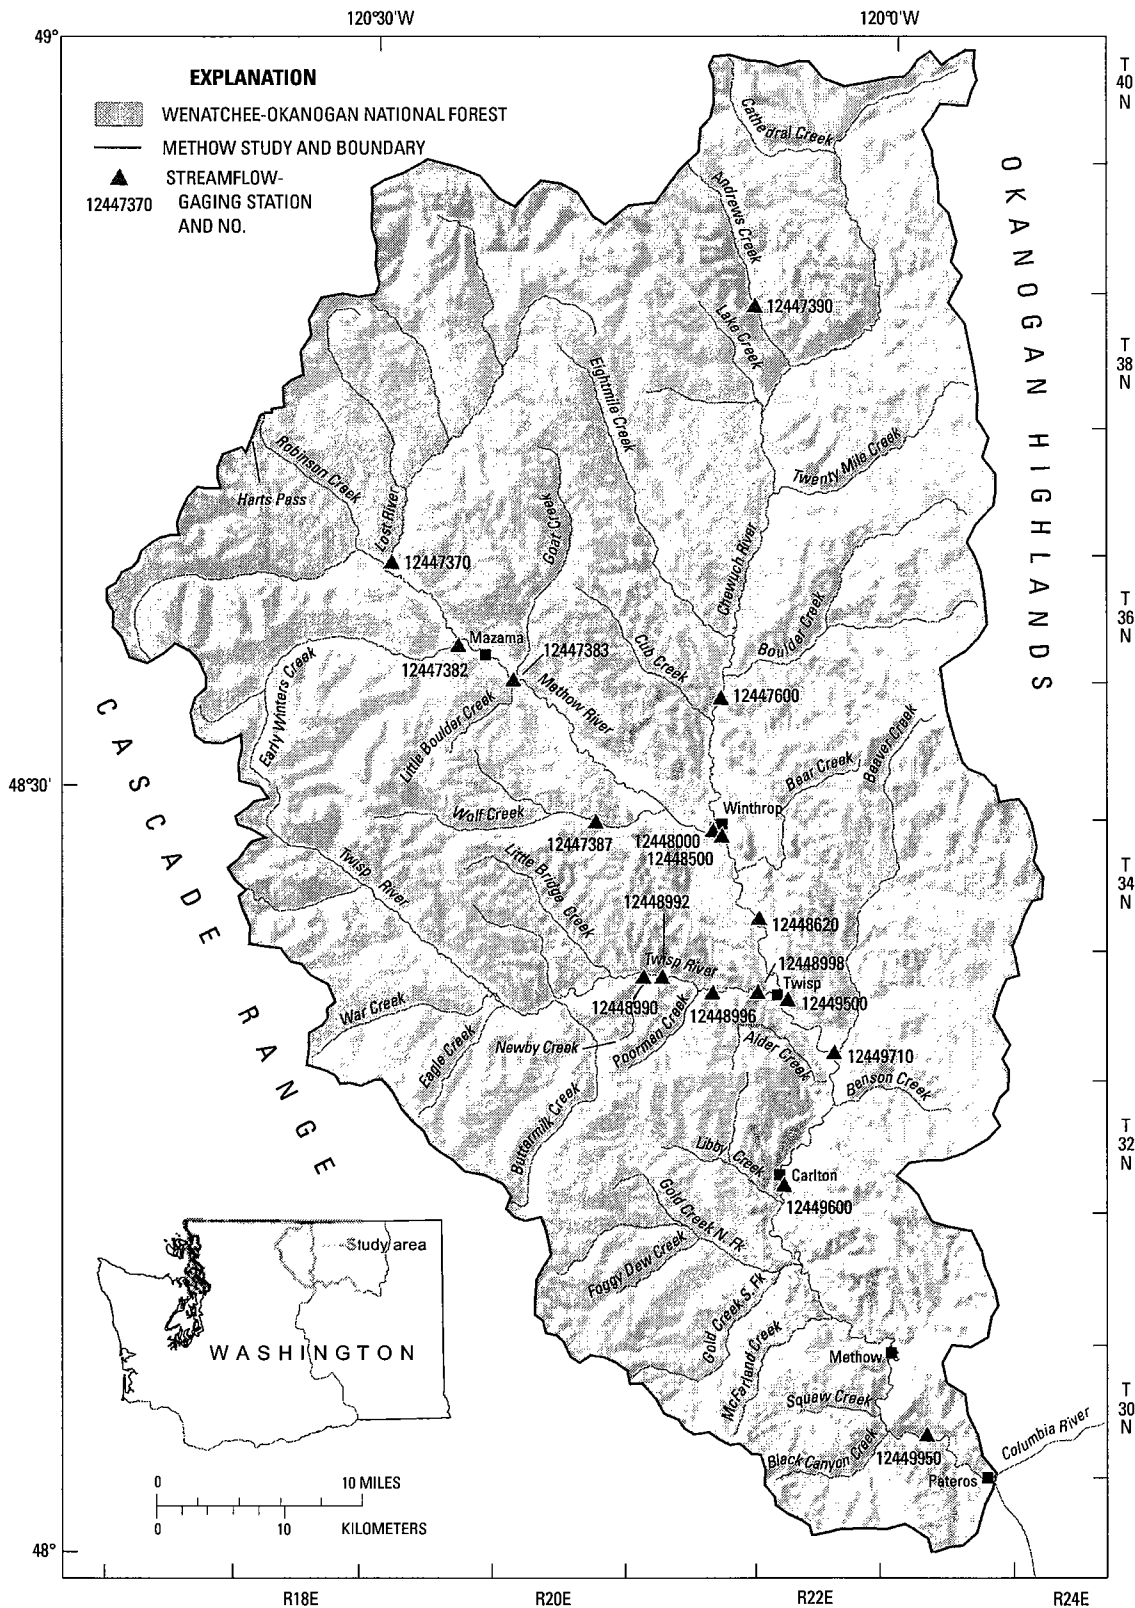 120°30'W
120°0'W
49°
EXPLANATION
WENATCHEE-OKANOGAN NATIONAL FOREST
METHOW STUDY AND BOUNDARY
STREAMFLOW-
GAGING STATION
AND NO.
12447370
T
40
N
Cathedral Creek
Andrews Creek
OKANOGAN HIGHLANDS
12447390
Lake Creek
T
38
N
Eightmile Creek
Twenty Mile Creek
Robinson Creek
Harts Pass
Lost River
Goat Creek
12447370
Chewuch River
Boulder Creek
T
36
N
Mazama
12447382
12447383
Cub Creek
Early Winters Creek
Methow River
Little Boulder Creek
12447600
CASCADE RANGE
Beaver Creek
Bear Creek
48°30'
Winthrop
Wolf Creek
12447387
12448000
12448500
Twisp River
Little Bridge Creek
T
34
N
12448992
12448620
Twisp River
12448998
Twisp
12448990
12448996
12449500
War Creek
Eagle Creek
Newby Creek
Poorman Creek
Alder Creek
12449710
Benson Creek
Buttermilk Creek
T
32
N
Libby Creek
Carlton
12449600
Gold Creek N. Fk
Foggy Dew Creek
Study area
WASHINGTON
Gold Creek S. Fk
McFarland Creek
Methow
Squaw Creek
T
30
N
Black Canyon Creek
12449950
Columbia River
Pateros
0 10 MILES
0 10 KILOMETERS
48°
R18E
R20E
R22E
R24E